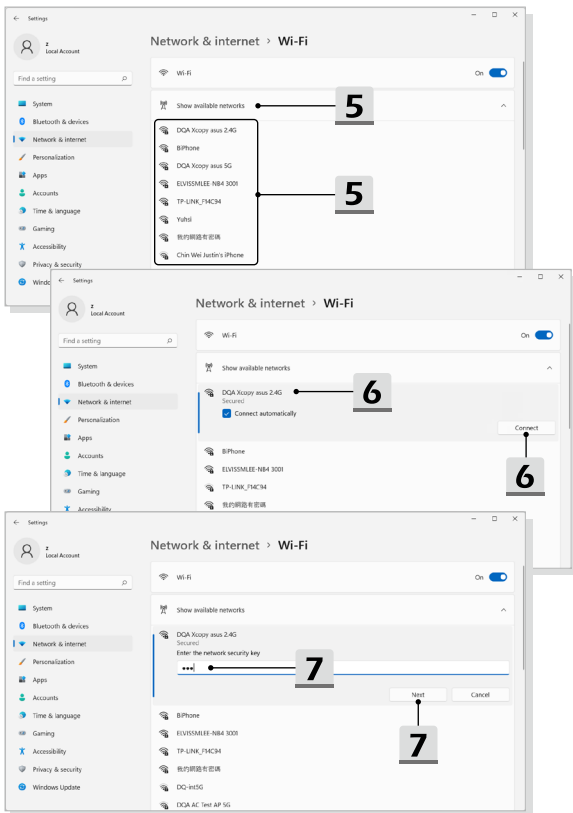 Settings
z
Local Account
Find a setting
System
Bluetooth & devices
Network & internet
Personalization
Apps
Accounts
Time & language
Gaming
Accessibility
Privacy & security
Network & internet > Wi-Fi
Wi-Fi
On
Show available networks
5
DQA Xcopy asus 2.4G
BiPhone
DQA Xcopy asus 5G
ELVISSMLEE-NB4 3001
5
TP-LINK_F14C94
Yuhsi
我的網路有密碼
Chin Wei Justin's iPhone
Settings
z
Local Account
Find a setting
System
Bluetooth & devices
Network & internet
Personalization
Apps
Accounts
Time & language
Gaming
Accessibility
Network & internet > Wi-Fi
Wi-Fi
On
Show available networks
DQA Xcopy asus 2.4G
6
Secured
Connect automatically
Connect
6
BiPhone
ELVISSMLEE-NB4 3001
TP-LINK_F14C94
我的網路有密碼
Settings
z
Local Account
Find a setting
System
Bluetooth & devices
Network & internet
Personalization
Apps
Accounts
Time & language
Gaming
Accessibility
Privacy & security
Windows Update
Network & internet > Wi-Fi
Wi-Fi
On
Show available networks
DQA Xcopy asus 2.4G
Secured
Enter the network security key
7
Next
Cancel
7
BiPhone
ELVISSMLEE-NB4 3001
TP-LINK_F14C94
我的網路有密碼
DQ-int5G
DQA AC Test AP 5G